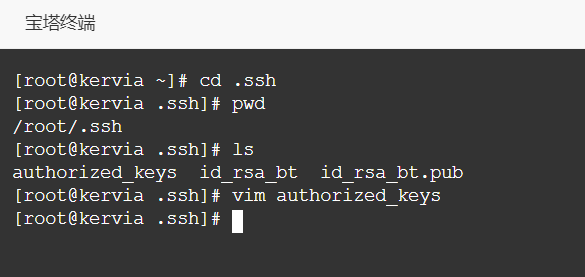 宝塔终端
[root@kervia ~]# cd .ssh
[root@kervia .ssh]# pwd
/root/.ssh
[root@kervia .ssh]# ls
authorized_keys  id_rsa_bt  id_rsa_bt.pub
[root@kervia .ssh]# vim authorized_keys
[root@kervia .ssh]#